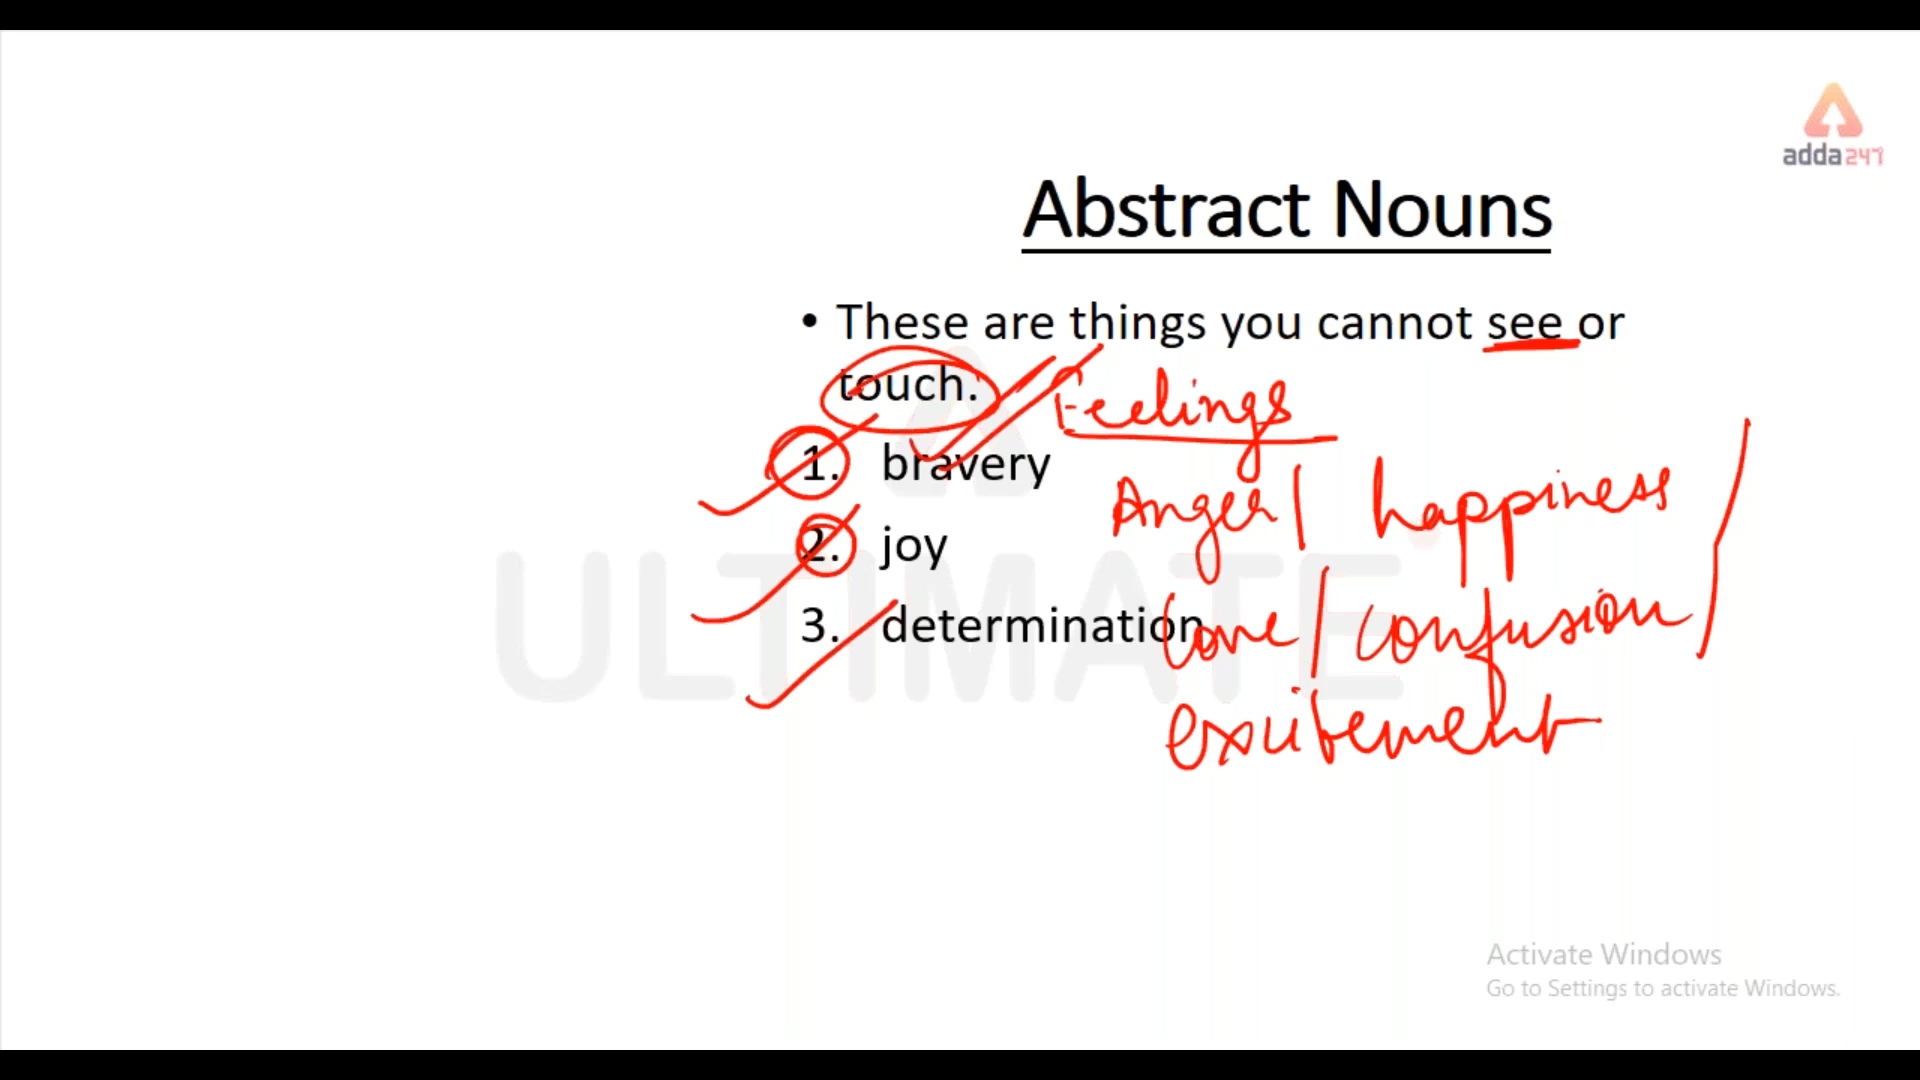 adda247
Abstract Nouns
• These are things you cannot see or
touch.
Feelings
1. bravery
Anger | happiness /
2. joy
3. determination
Love / confusion
excitement
ULTIMATE
Activate Windows
Go to Settings to activate Windows.